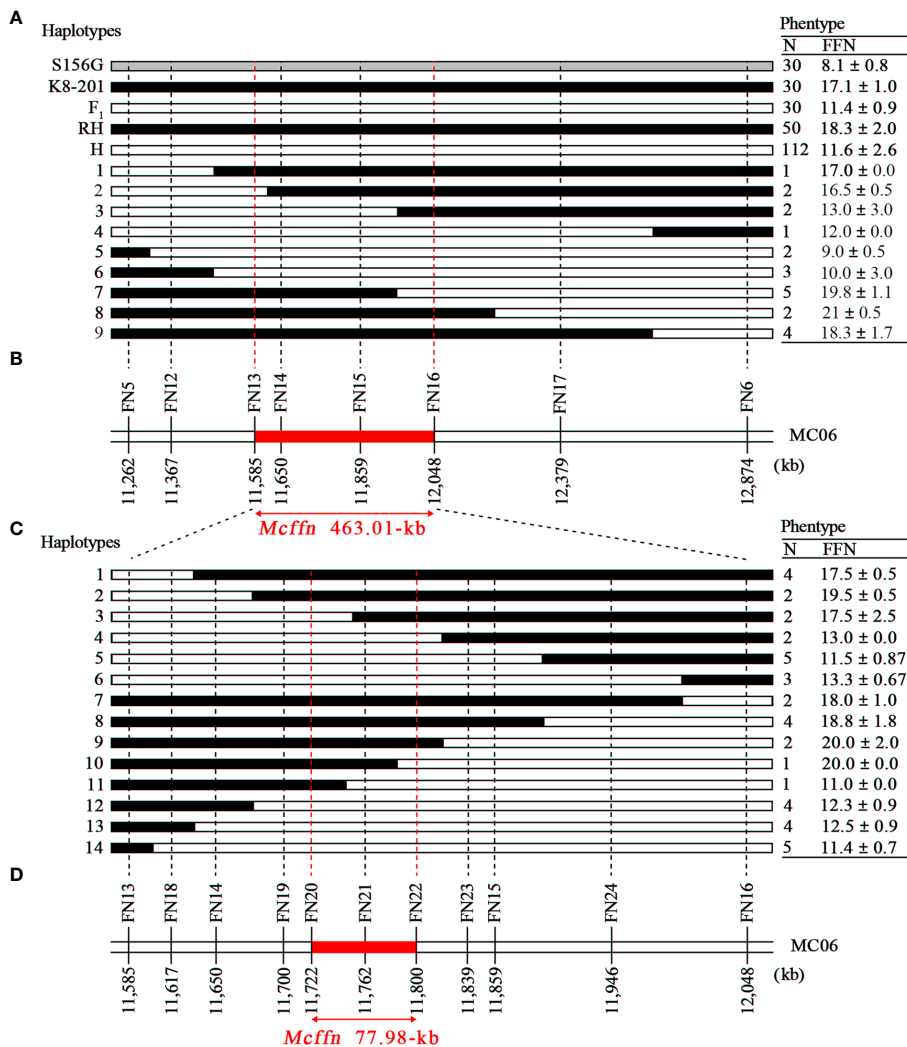 A
Haplotypes
Phentype
N FFN
S156G 30 8.1 ± 0.8
K8-201 30 17.1 ± 1.0
F1 30 11.4 ± 0.9
RH 50 18.3 ± 2.0
H 112 11.6 ± 2.6
1 1 17.0 ± 0.0
2 2 16.5 ± 0.5
3 2 13.0 ± 3.0
4 1 12.0 ± 0.0
5 2 9.0 ± 0.5
6 3 10.0 ± 3.0
7 5 19.8 ± 1.1
8 2 21 ± 0.5
9 4 18.3 ± 1.7
B
FN5 FN12 FN13 FN14 FN15 FN16 FN17 FN6
MC06
11,262 11,367 11,585 11,650 11,859 12,048 12,379 12,874 (kb)
Mcffn 463.01-kb
C
Haplotypes
Phentype
N FFN
1 4 17.5 ± 0.5
2 2 19.5 ± 0.5
3 2 17.5 ± 2.5
4 2 13.0 ± 0.0
5 5 11.5 ± 0.87
6 3 13.3 ± 0.67
7 2 18.0 ± 1.0
8 4 18.8 ± 1.8
9 2 20.0 ± 2.0
10 1 20.0 ± 0.0
11 1 11.0 ± 0.0
12 4 12.3 ± 0.9
13 4 12.5 ± 0.9
14 5 11.4 ± 0.7
D
FN13 FN18 FN14 FN19 FN20 FN21 FN22 FN23 FN15 FN24 FN16
MC06
11,585 11,617 11,650 11,700 11,722 11,762 11,800 11,839 11,859 11,946 12,048 (kb)
Mcffn 77.98-kb